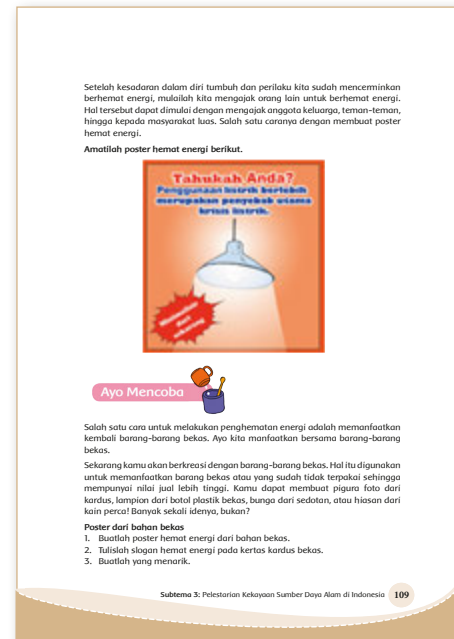 Setelah kesadaran dalam diri tumbuh dan perilaku kita sudah mencerminkan
berhemat energi, mulailah kita mengajak orang lain untuk berhemat energi.
Hal tersebut dapat dimulai dengan mengajak anggota keluarga, teman-teman,
hingga kepada masyarakat luas. Salah satu caranya dengan membuat poster
hemat energi.
Amatilah poster hemat energi berikut.
Tahukah Anda?
Penggunaan listrik berlebih
merupakan penyebab utama
krisis listrik.
dari
sekarang
Ayo Mencoba
Salah satu cara untuk melakukan penghematan energi adalah memanfaatkan
kembali barang-barang bekas. Ayo kita manfaatkan bersama barang-barang
bekas.
Sekarang kamu akan berkreasi dengan barang-barang bekas. Hal itu digunakan
untuk memanfaatkan barang bekas atau yang sudah tidak terpakai sehingga
mempunyai nilai jual lebih tinggi. Kamu dapat membuat pigura foto dari
kardus, lampion dari botol plastik bekas, bunga dari sedotan, atau hiasan dari
kain perca! Banyak sekali idenya, bukan?
Poster dari bahan bekas
1. Buatlah poster hemat energi dari bahan bekas.
2. Tulislah slogan hemat energi pada kertas kardus bekas.
3. Buatlah yang menarik.
Subtema 3: Pelestarian Kekayaan Sumber Daya Alam di Indonesia 109